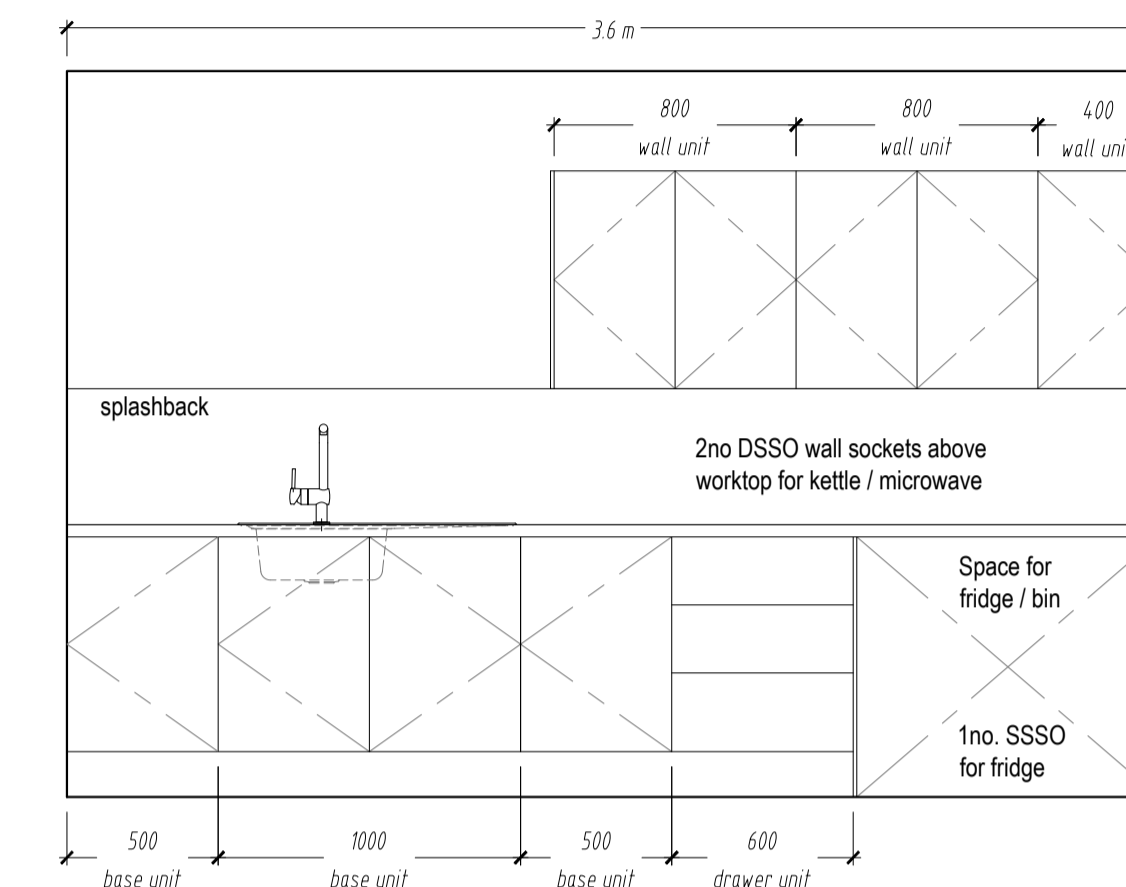 3.6 m
800
800
400
wall unit
wall unit
wall uni
splashback
2no DSSO wall sockets above
worktop for kettle / microwave
Space for
fridge / bin
1no. SSSO
for fridge
500
1000
500
600
base unit
base unit
base unit
drawer unit